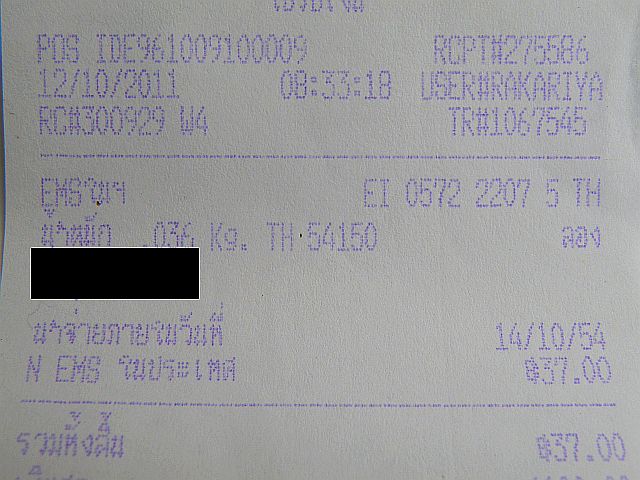 POS IDE961009100009 RCPT#275586
12/10/2011 08:33:18 USER#RAKARIYA
RC#300929 W4 TR#1067545
EMSในฯ EI 0572 2207 5 TH
น้ำหนัก .036 Kg. TH 54150 ลอง
นำจ่ายภายในวันที่ 14/10/54
N EMS ในประเทศ ฿37.00
รวมทั้งสิ้น ฿37.00